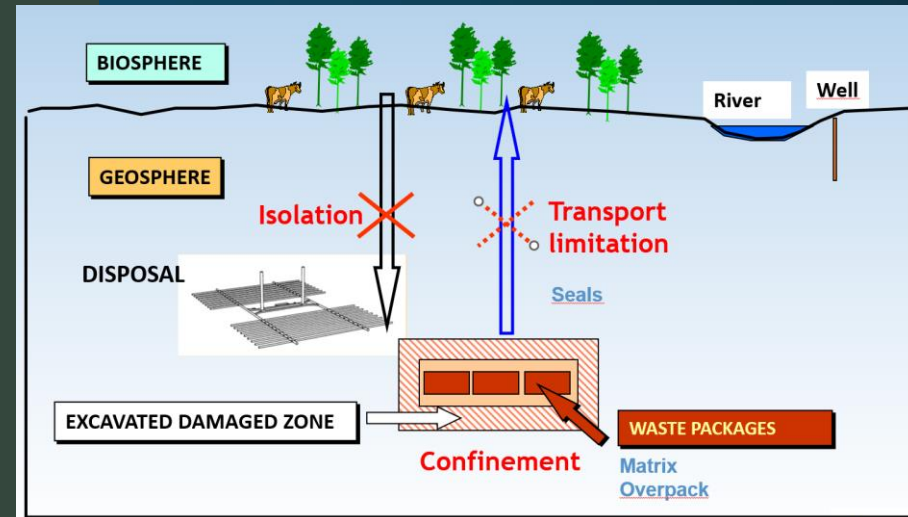 BIOSPHERE
River
Well
GEOSPHERE
Isolation
Transport
limitation
DISPOSAL
Seals
EXCAVATED DAMAGED ZONE
WASTE PACKAGES
Confinement
Matrix
Overpack